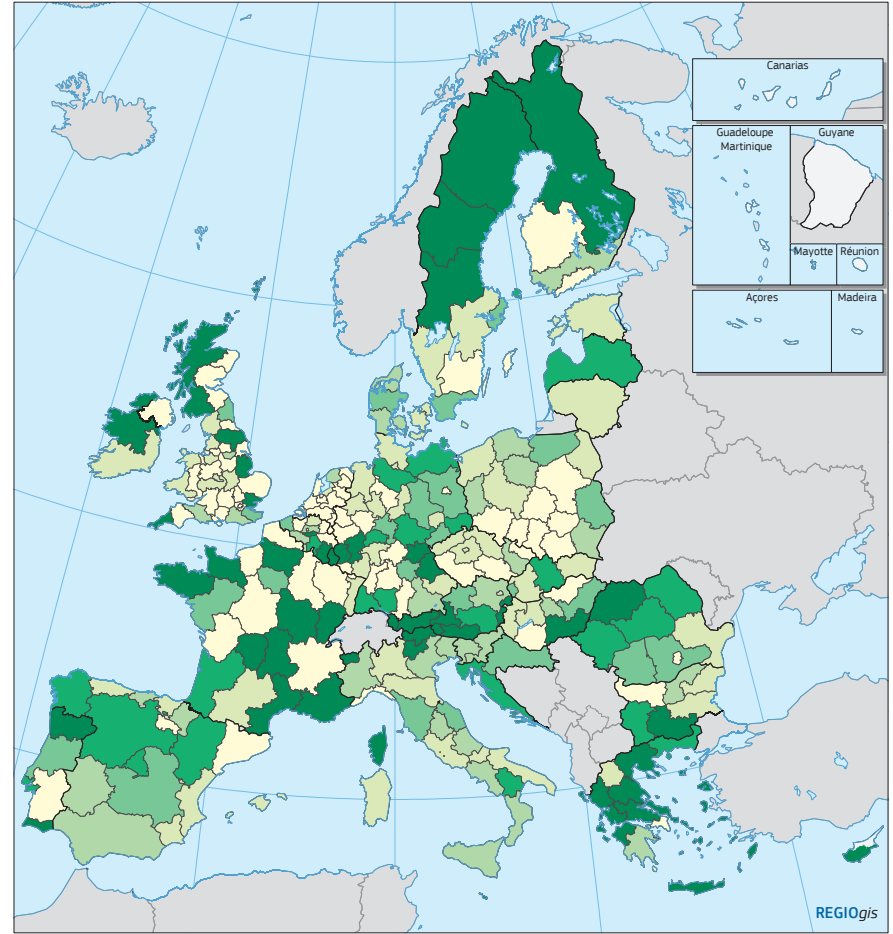 Canarias
Guadeloupe
Martinique
Guyane
Mayotte
Réunion
Açores
Madeira
REGIOgis